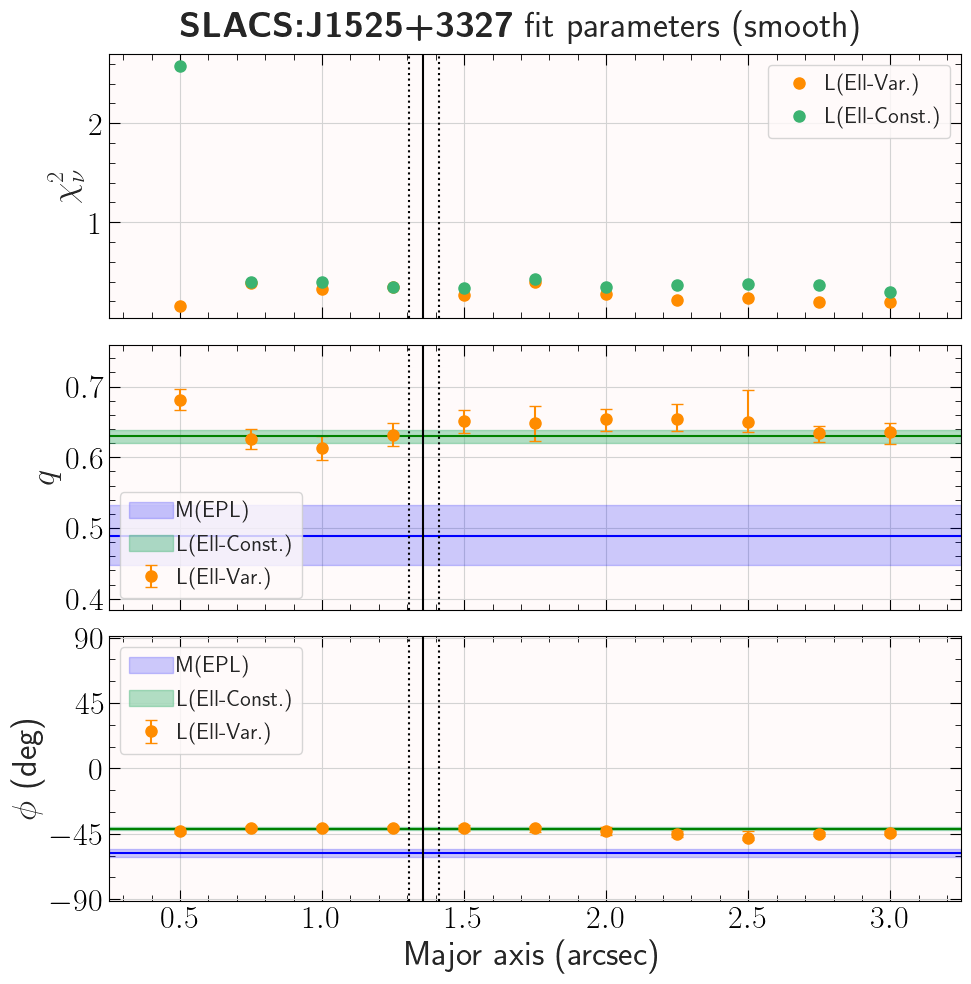 SLACS:J1525+3327 fit parameters (smooth)
L(Ell-Var.)
L(Ell-Const.)
2
1
χ²ᵥ
0.7
0.6
0.5
0.4
q
M(EPL)
L(Ell-Const.)
L(Ell-Var.)
90
45
0
−45
−90
ϕ (deg)
M(EPL)
L(Ell-Const.)
L(Ell-Var.)
0.5 1.0 1.5 2.0 2.5 3.0
Major axis (arcsec)